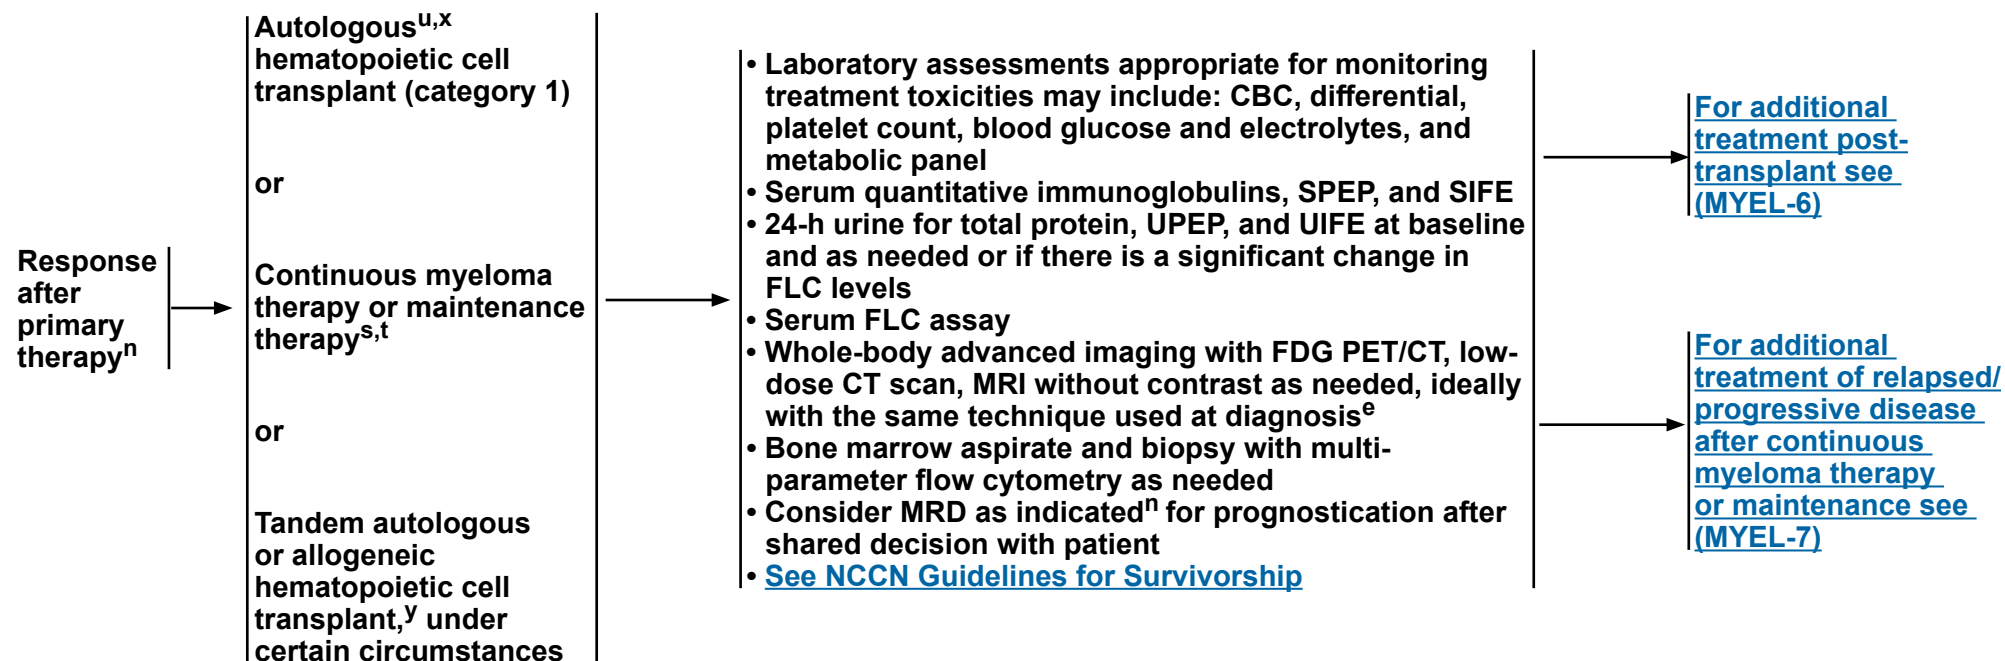 Response
after
primary
therapyⁿ
Autologousᵘ,ˣ
hematopoietic cell
transplant (category 1)
or
Continuous myeloma
therapy or maintenance
therapyˢ,ᵗ
or
Tandem autologous
or allogeneic
hematopoietic cell
transplant,ʸ under
certain circumstances
• Laboratory assessments appropriate for monitoring
treatment toxicities may include: CBC, differential,
platelet count, blood glucose and electrolytes, and
metabolic panel
• Serum quantitative immunoglobulins, SPEP, and SIFE
• 24-h urine for total protein, UPEP, and UIFE at baseline
and as needed or if there is a significant change in
FLC levels
• Serum FLC assay
• Whole-body advanced imaging with FDG PET/CT, low-
dose CT scan, MRI without contrast as needed, ideally
with the same technique used at diagnosisᵉ
• Bone marrow aspirate and biopsy with multi-
parameter flow cytometry as needed
• Consider MRD as indicatedⁿ for prognostication after
shared decision with patient
• See NCCN Guidelines for Survivorship
For additional
treatment post-
transplant see
(MYEL-6)
For additional
treatment of relapsed/
progressive disease
after continuous
myeloma therapy
or maintenance see
(MYEL-7)